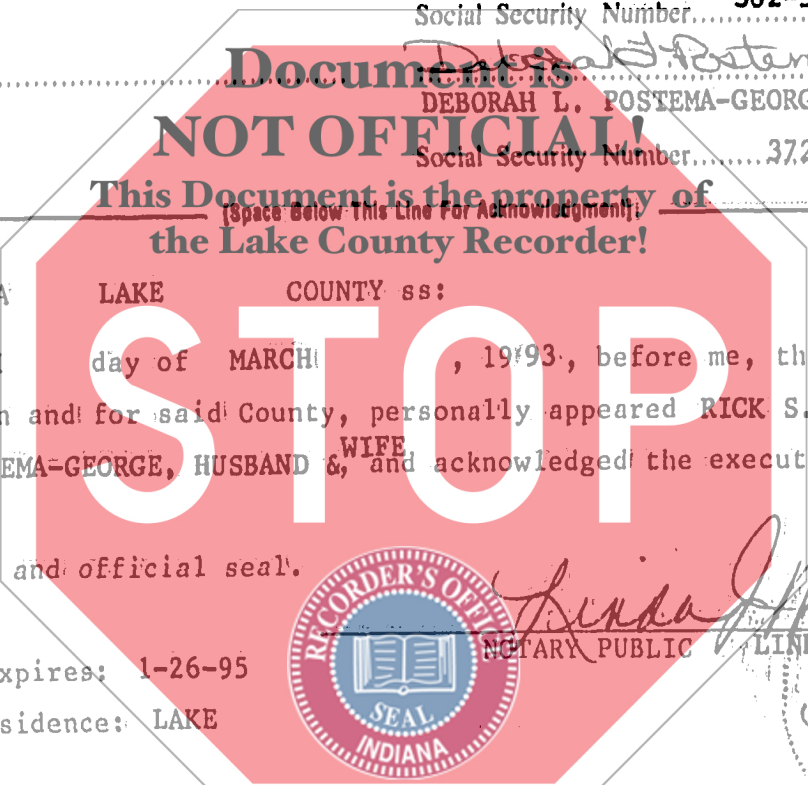 Social Security Number
Document is
DEBORAH L. POSTEMA-GEORG
NOT OFFICIAL!
Social Security Number.......372
This Document is the property of
[Space Below This Line For Acknowledgment]
the Lake County Recorder!
LAKE COUNTY ss:
day of MARCH , 1993, before me, th
n and for said County, personally appeared RICK S.
EMA-GEORGE, HUSBAND & WIFE, and acknowledged the execut
STOP
and official seal.
RECORDER'S OFFIC
Linda
NOTARY PUBLIC LIN
xpires: 1-26-95
sidence: LAKE
SEAL
INDIANA